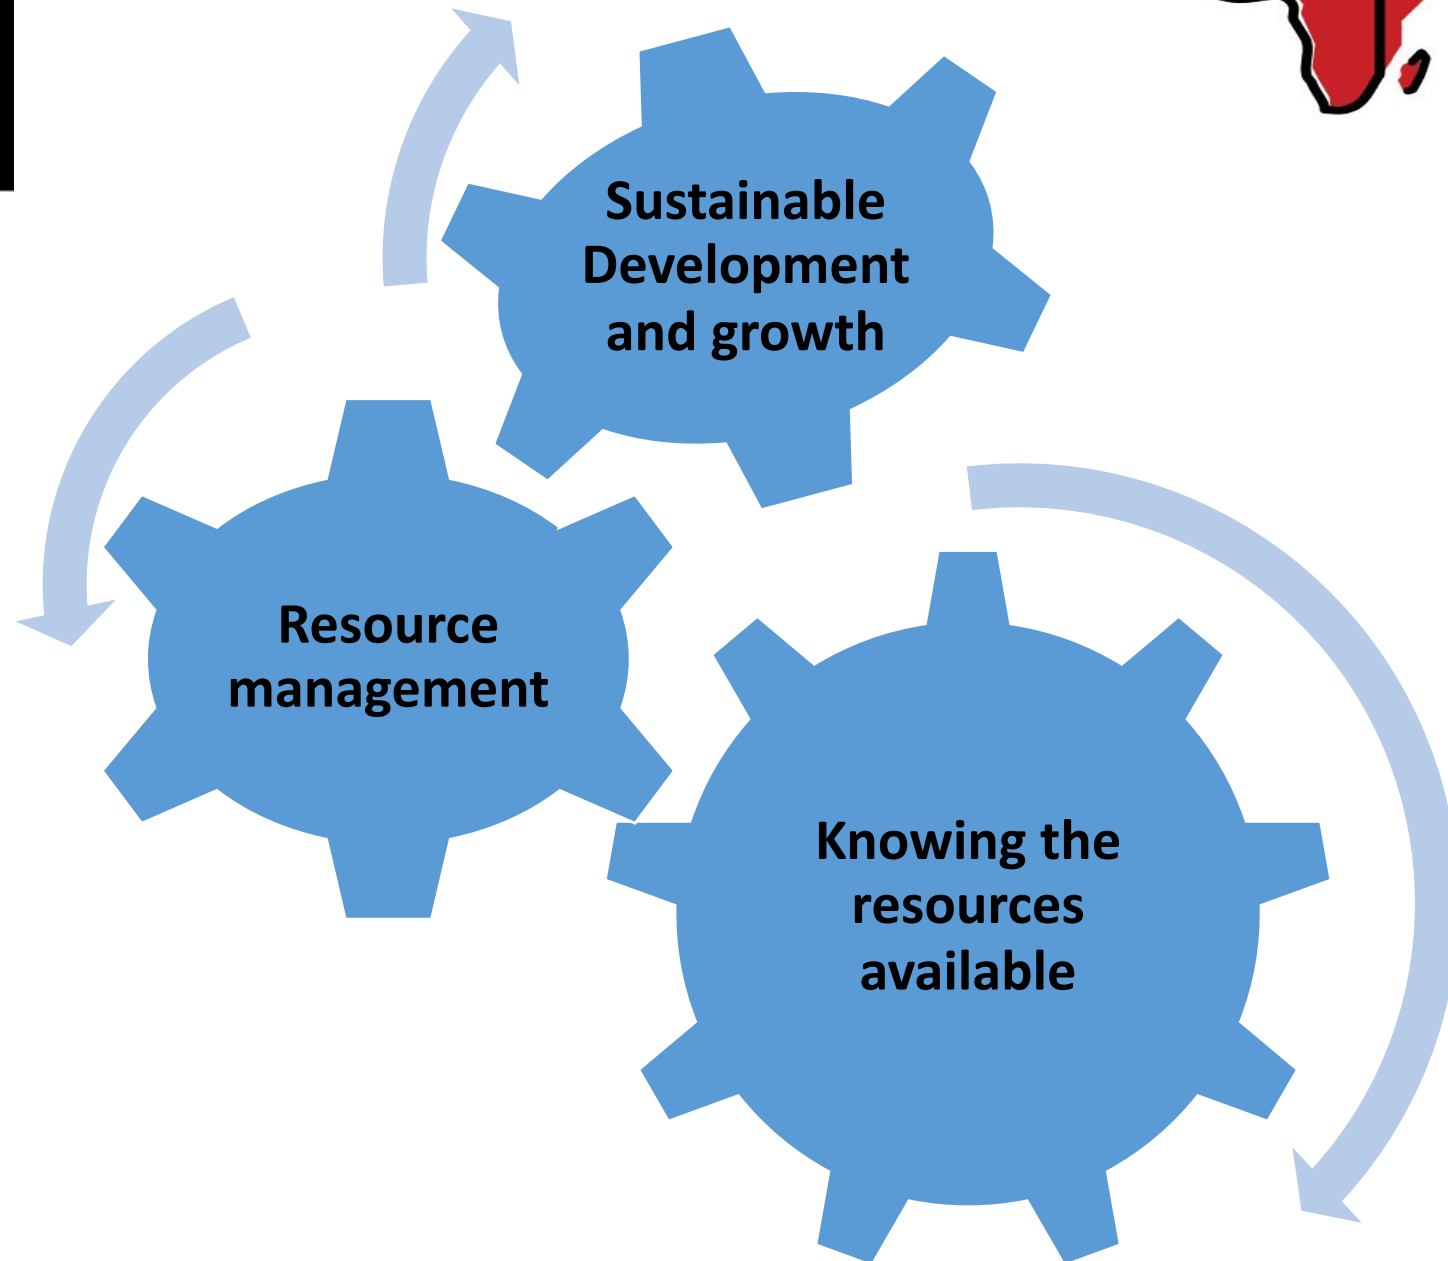 Sustainable
Development
and growth
Resource
management
Knowing the
resources
available